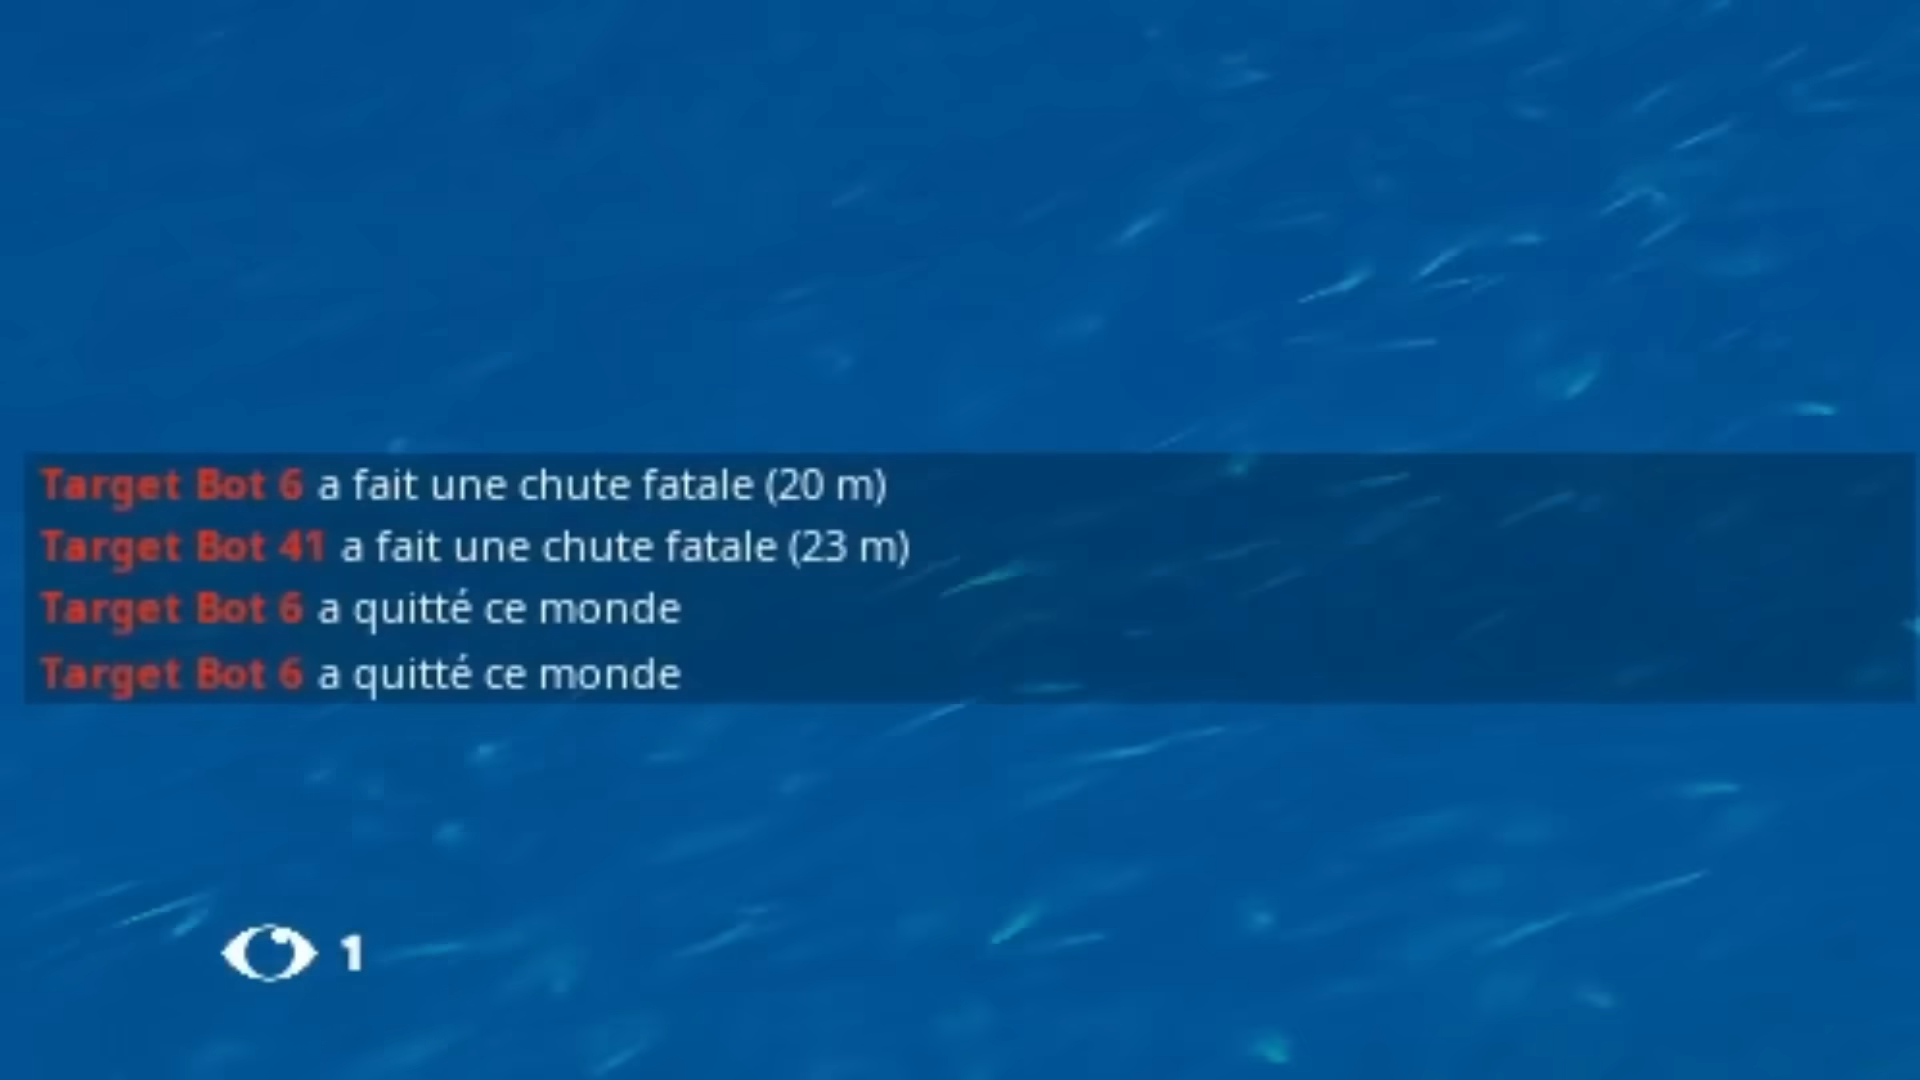 Target Bot 6 a fait une chute fatale (20 m)
Target Bot 41 a fait une chute fatale (23 m)
Target Bot 6 a quitté ce monde
Target Bot 6 a quitté ce monde
1